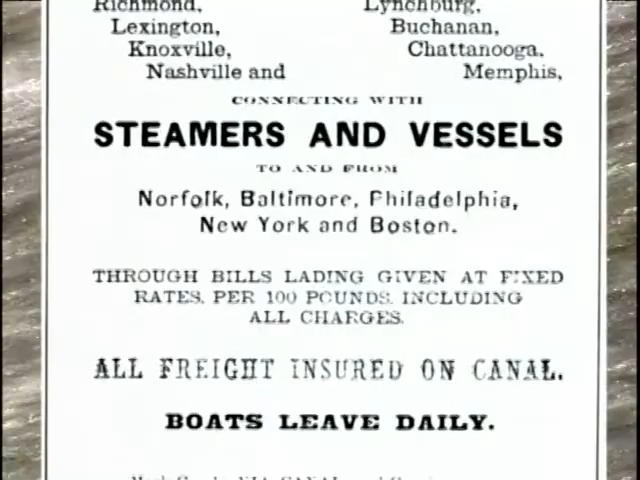 Richmond, Lynchburg,
Lexington, Buchanan,
Knoxville, Chattanooga,
Nashville and Memphis,
CONNECTING WITH
STEAMERS AND VESSELS
TO AND FROM
Norfolk, Baltimore, Philadelphia,
New York and Boston.
THROUGH BILLS LADING GIVEN AT FIXED
RATES, PER 100 POUNDS, INCLUDING
ALL CHARGES.
ALL FREIGHT INSURED ON CANAL.
BOATS LEAVE DAILY.
VIA CANAL